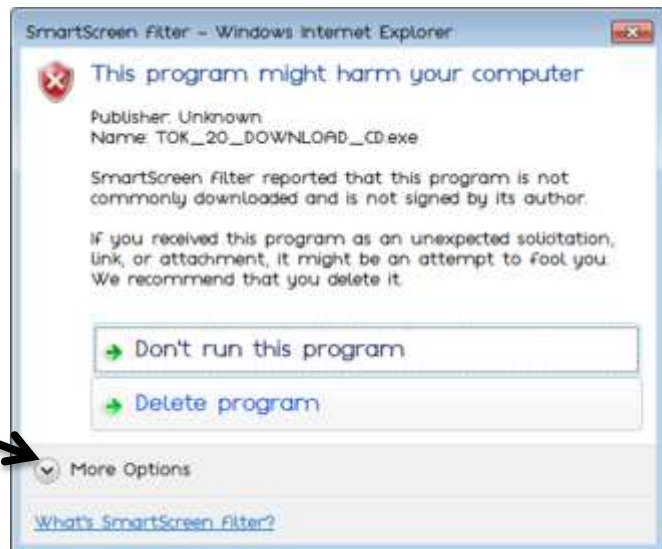 SmartScreen Filter – Windows Internet Explorer
This program might harm your computer
Publisher: Unknown
Name: TOK_20_DOWNLOAD_CD.exe
SmartScreen Filter reported that this program is not
commonly downloaded and is not signed by its author.
If you received this program as an unexpected solicitation,
link, or attachment, it might be an attempt to fool you.
We recommend that you delete it.
Don't run this program
Delete program
More Options
What's SmartScreen Filter?